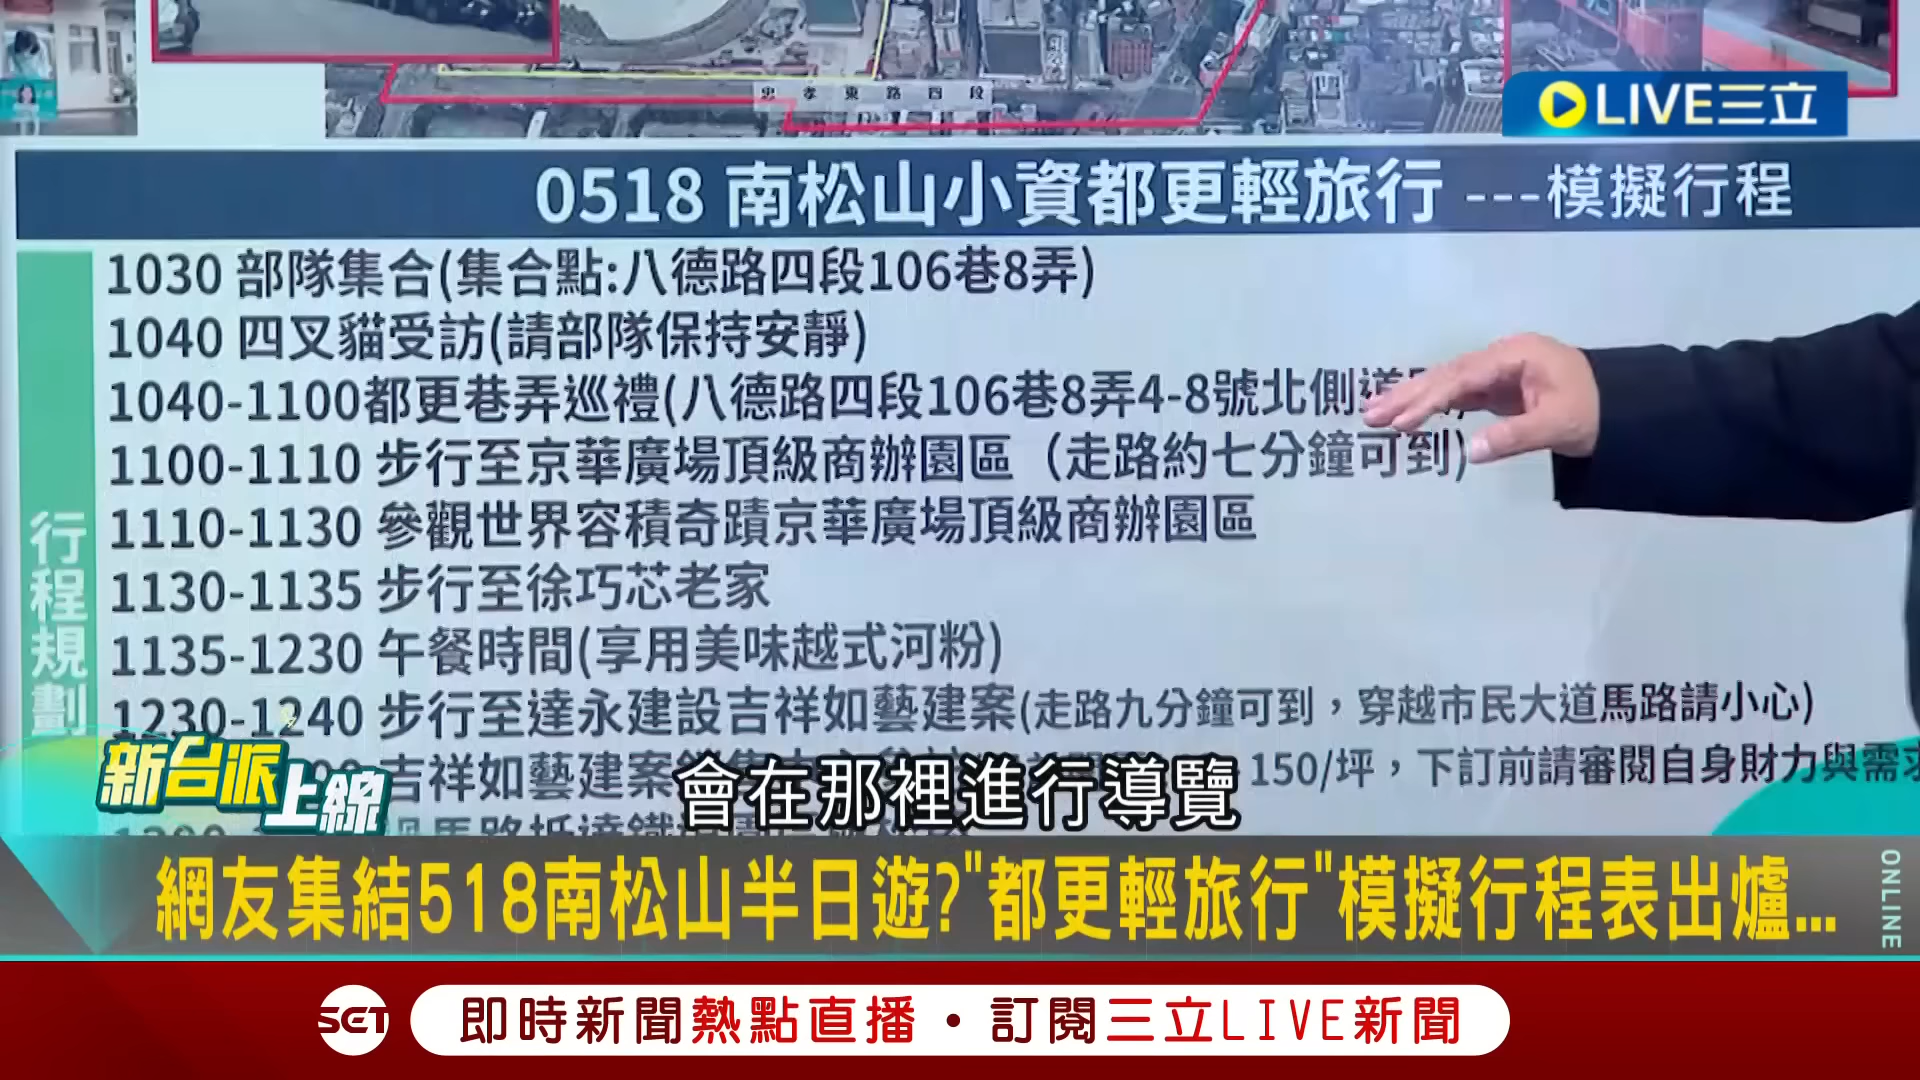 忠孝東路四段
LIVE三立
0518 南松山小資都更輕旅行 ---模擬行程
行程規劃
1030 部隊集合(集合點:八德路四段106巷8弄)
1040 四叉貓受訪(請部隊保持安靜)
1040-1100都更巷弄巡禮(八德路四段106巷8弄4-8號北側
1100-1110 步行至京華廣場頂級商辦園區（走路約七分鐘可到)
1110-1130 參觀世界容積奇蹟京華廣場頂級商辦園區
1130-1135 步行至徐巧芯老家
1135-1230 午餐時間(享用美味越式河粉)
1230-1240 步行至達永建設吉祥如藝建案(走路九分鐘可到，穿越市民大道馬路請小心)
吉祥如藝建案 150/坪，下訂前請審閱自身財力與需求
新台派上線
會在那裡進行導覽
網友集結518南松山半日遊?"都更輕旅行"模擬行程表出爐...
ONLINE
SET 即時新聞熱點直播・訂閱三立LIVE新聞